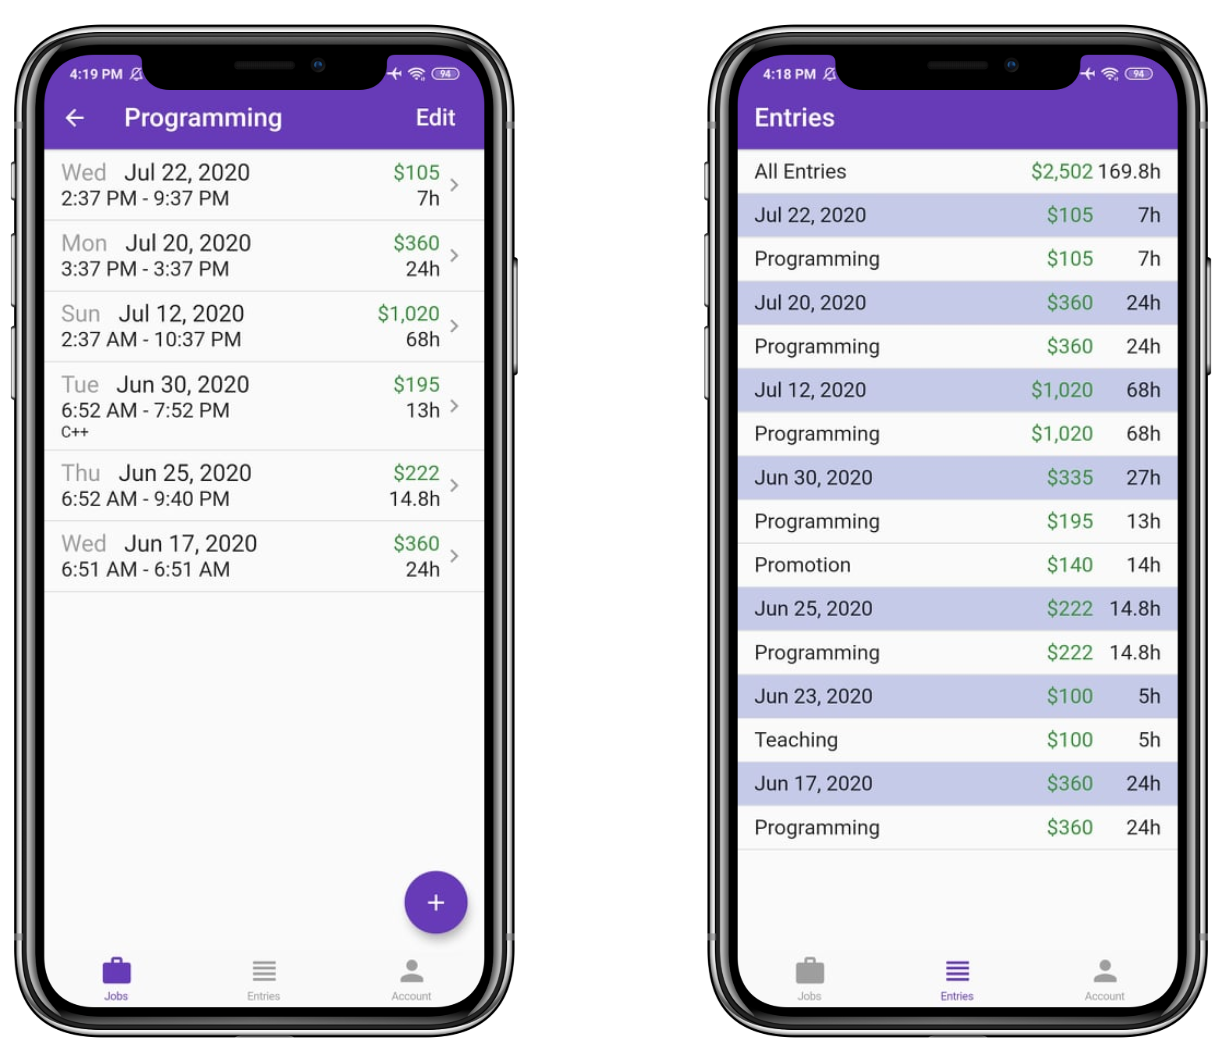 4:19 PM
94
Programming Edit
Wed Jul 22, 2020 $105
2:37 PM - 9:37 PM 7h
Mon Jul 20, 2020 $360
3:37 PM - 3:37 PM 24h
Sun Jul 12, 2020 $1,020
2:37 AM - 10:37 PM 68h
Tue Jun 30, 2020 $195
6:52 AM - 7:52 PM 13h
C++
Thu Jun 25, 2020 $222
6:52 AM - 9:40 PM 14.8h
Wed Jun 17, 2020 $360
6:51 AM - 6:51 AM 24h
+
Jobs Entries Account
4:18 PM
94
Entries
All Entries $2,502 169.8h
Jul 22, 2020 $105 7h
Programming $105 7h
Jul 20, 2020 $360 24h
Programming $360 24h
Jul 12, 2020 $1,020 68h
Programming $1,020 68h
Jun 30, 2020 $335 27h
Programming $195 13h
Promotion $140 14h
Jun 25, 2020 $222 14.8h
Programming $222 14.8h
Jun 23, 2020 $100 5h
Teaching $100 5h
Jun 17, 2020 $360 24h
Programming $360 24h
Jobs Entries Account